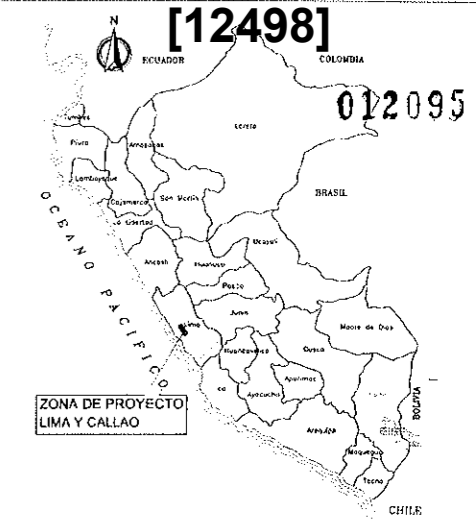 [12498]
N
ECUADOR
COLOMBIA
012095
Tumbes
Loreto
Piura
Amazonas
Lambayeque
BRASIL
Cajamarca
San Martin
a Libertad
Ucayali
Ancash
Huanuco
Pasco
Junin
Lima
Madre de Dios
Huancavelica
Cusco
OCEANO PACIFICO
ca
Ayacucho
Apurimac
ZONA DE PROYECTO
LIMA Y CALLAO
BOLIVIA
Arequipa
Moquegua
Tacna
CHILE